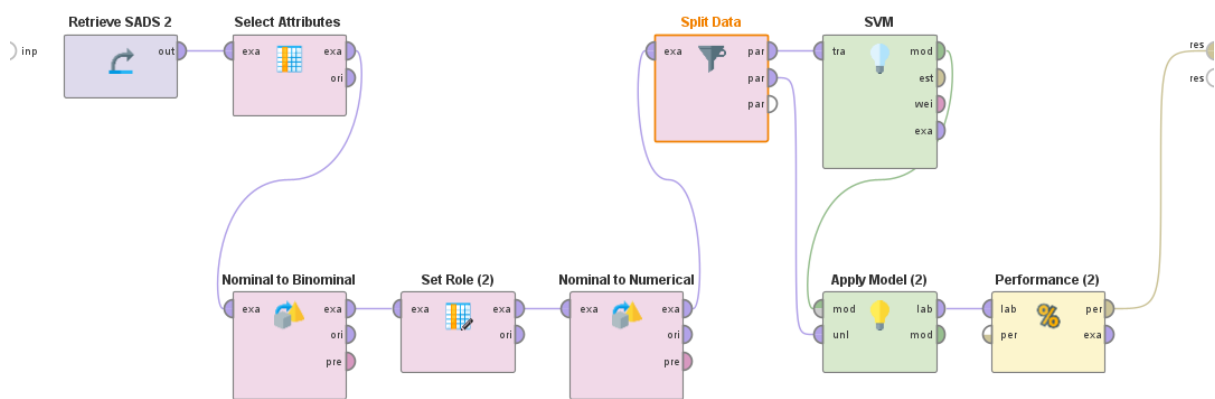 Retrieve SADS 2
Select Attributes
Split Data
SVM
inp
out
exa
exa
ori
exa
par
par
par
tra
mod
est
wei
exa
res
res
Nominal to Binominal
Set Role (2)
Nominal to Numerical
Apply Model (2)
Performance (2)
exa
exa
ori
pre
exa
exa
ori
exa
exa
ori
pre
mod
unl
lab
mod
lab
per
%
per
exa